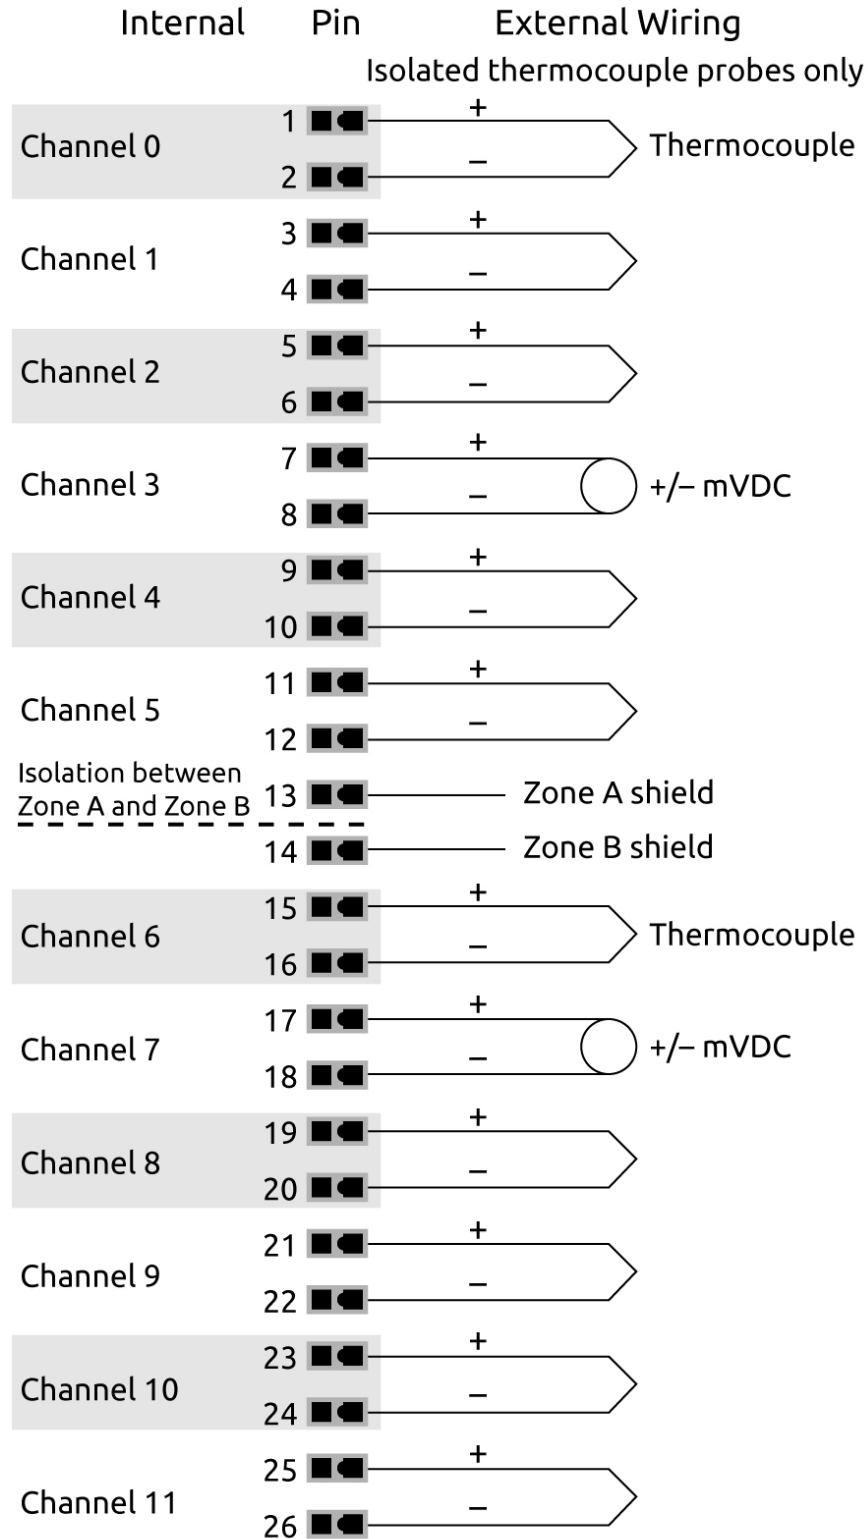 Internal Pin External Wiring
Isolated thermocouple probes only
Channel 0
1 +
2 –
Thermocouple
Channel 1
3 +
4 –
Channel 2
5 +
6 –
Channel 3
7 +
8 –
+/– mVDC
Channel 4
9 +
10 –
Channel 5
11 +
12 –
Isolation between
Zone A and Zone B
13 Zone A shield
14 Zone B shield
Channel 6
15 +
16 –
Thermocouple
Channel 7
17 +
18 –
+/– mVDC
Channel 8
19 +
20 –
Channel 9
21 +
22 –
Channel 10
23 +
24 –
Channel 11
25 +
26 –